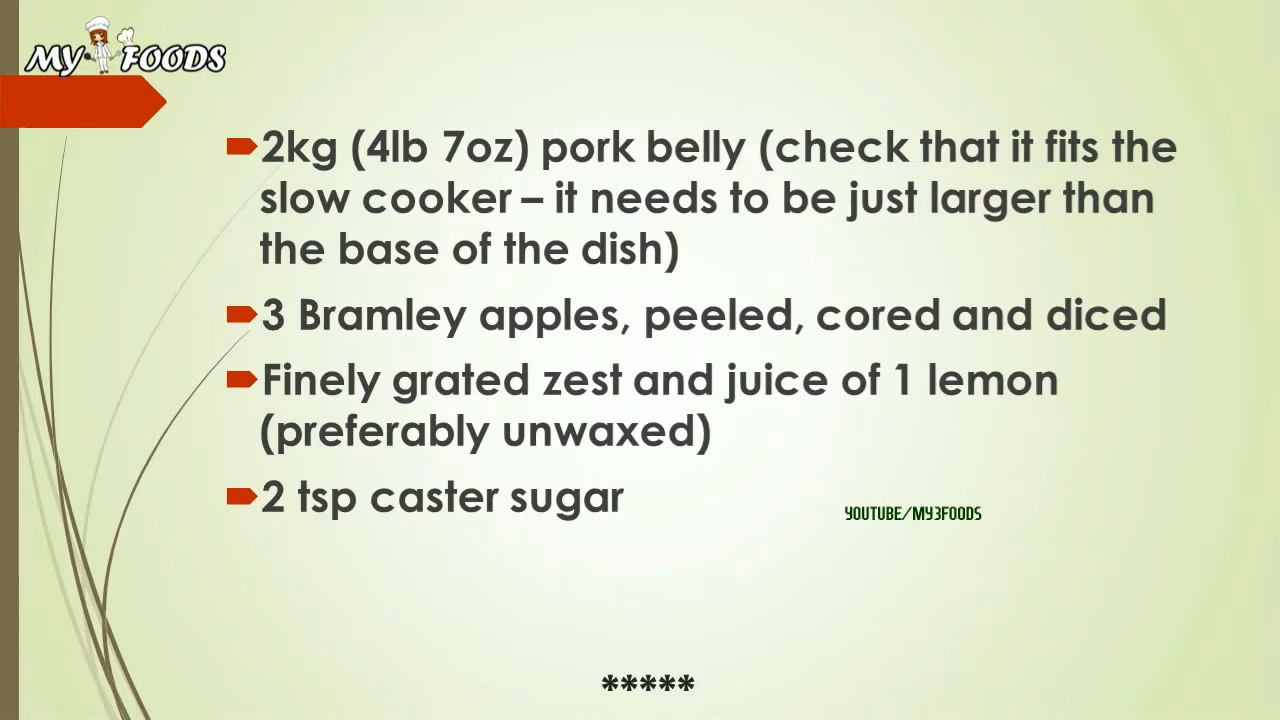 MY FOODS
2kg (4lb 7oz) pork belly (check that it fits the
slow cooker – it needs to be just larger than
the base of the dish)
3 Bramley apples, peeled, cored and diced
Finely grated zest and juice of 1 lemon
(preferably unwaxed)
2 tsp caster sugar
YOUTUBE/MY3FOODS
*****